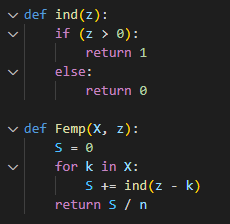 def ind(z):
    if (z > 0):
        return 1
    else:
        return 0

def Femp(X, z):
    S = 0
    for k in X:
        S += ind(z - k)
    return S / n